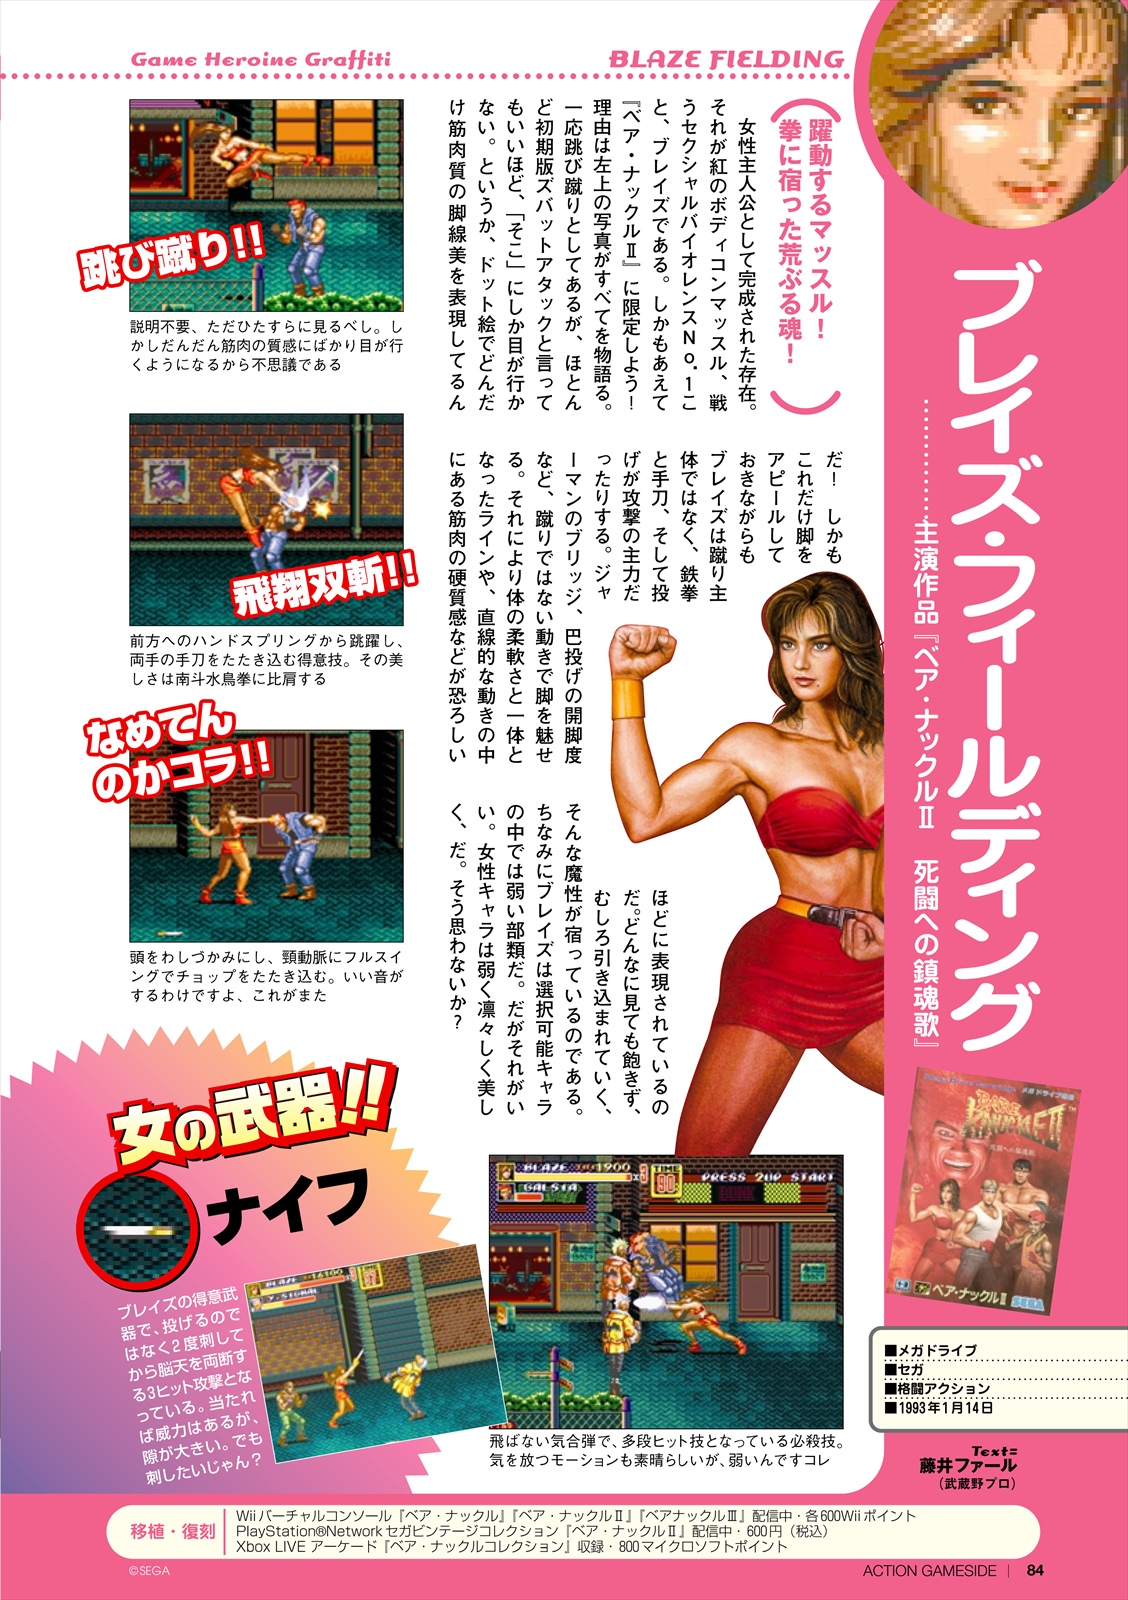 Game Heroine Graffiti
BLAZE FIELDING
ブレイズ・フィールディング
……………主演作品『ベア・ナックルⅡ　死闘への鎮魂歌』
躍動するマッスル！
拳に宿った荒ぶる魂！
女性主人公として完成された存在。
それが紅のボディコンマッスル、戦
うセクシャルバイオレンスNo.1こ
と、ブレイズである。しかもあえて
『ベア・ナックルⅡ』に限定しよう！
理由は左上の写真がすべてを物語る。
一応跳び蹴りとしてあるが、ほとん
ど初期版ズバットアタックと言って
もいいほど、「そこ」にしか目が行か
ない。というか、ドット絵でどんだ
け筋肉質の脚線美を表現してるん
だ！　しかも
これだけ脚を
アピールして
おきながらも
ブレイズは蹴り主
体ではなく、鉄拳
と手刀、そして投
げが攻撃の主力だ
ったりする。ジャ
ーマンのブリッジ、巴投げの開脚度
など、蹴りではない動きで脚を魅せ
る。それにより体の柔軟さと一体と
なったラインや、直線的な動きの中
にある筋肉の硬質感などが恐ろしい
ほどに表現されているの
だ。どんなに見ても飽きず、
むしろ引き込まれていく、
そんな魔性が宿っているのである。
ちなみにブレイズは選択可能キャラ
の中では弱い部類だ。だがそれがい
い。女性キャラは弱く凛々しく美し
く、だ。そう思わないか？
跳び蹴り!!
説明不要、ただひたすらに見るべし。し
かしだんだん筋肉の質感にばかり目が行
くようになるから不思議である
飛翔双斬!!
前方へのハンドスプリングから跳躍し、
両手の手刀をたたき込む得意技。その美
しさは南斗水鳥拳に比肩する
なめてん
のかコラ!!
頭をわしづかみにし、頸動脈にフルスイ
ングでチョップをたたき込む。いい音が
するわけですよ、これがまた
女の武器!!
ナイフ
ブレイズの得意武
器で、投げるので
はなく2度刺して
から脳天を両断す
る3ヒット攻撃とな
っている。当たれ
ば威力はあるが、
隙が大きい。でも
刺したいじゃん？
BLAZE
Y.SIGNAL
BLAZE 1900
GALSIA
TIME
90
PRESS 2UP START
飛ばない気合弾で、多段ヒット技となっている必殺技。
気を放つモーションも素晴らしいが、弱いんですコレ
メガドライブ専用
BARE
KNUCKLE II
死闘への鎮魂歌
ベア・ナックルⅡ
SEGA
■メガドライブ
■セガ
■格闘アクション
■1993年1月14日
Text=
藤井ファール
（武蔵野プロ）
移植・復刻
Wiiバーチャルコンソール『ベア・ナックル』『ベア・ナックルⅡ』『ベアナックルⅢ』配信中・各600Wiiポイント
PlayStation®Networkセガビンテージコレクション『ベア・ナックルⅡ』配信中・600円（税込）
Xbox LIVE アーケード『ベア・ナックルコレクション』収録・800マイクロソフトポイント
©SEGA
ACTION GAMESIDE | 84